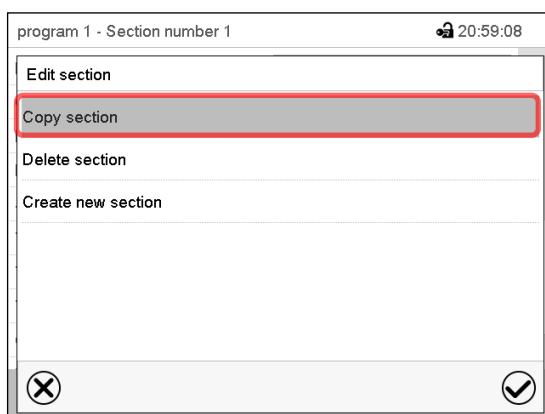 program 1 - Section number 1 20:59:08
Edit section
Copy section
Delete section
Create new section